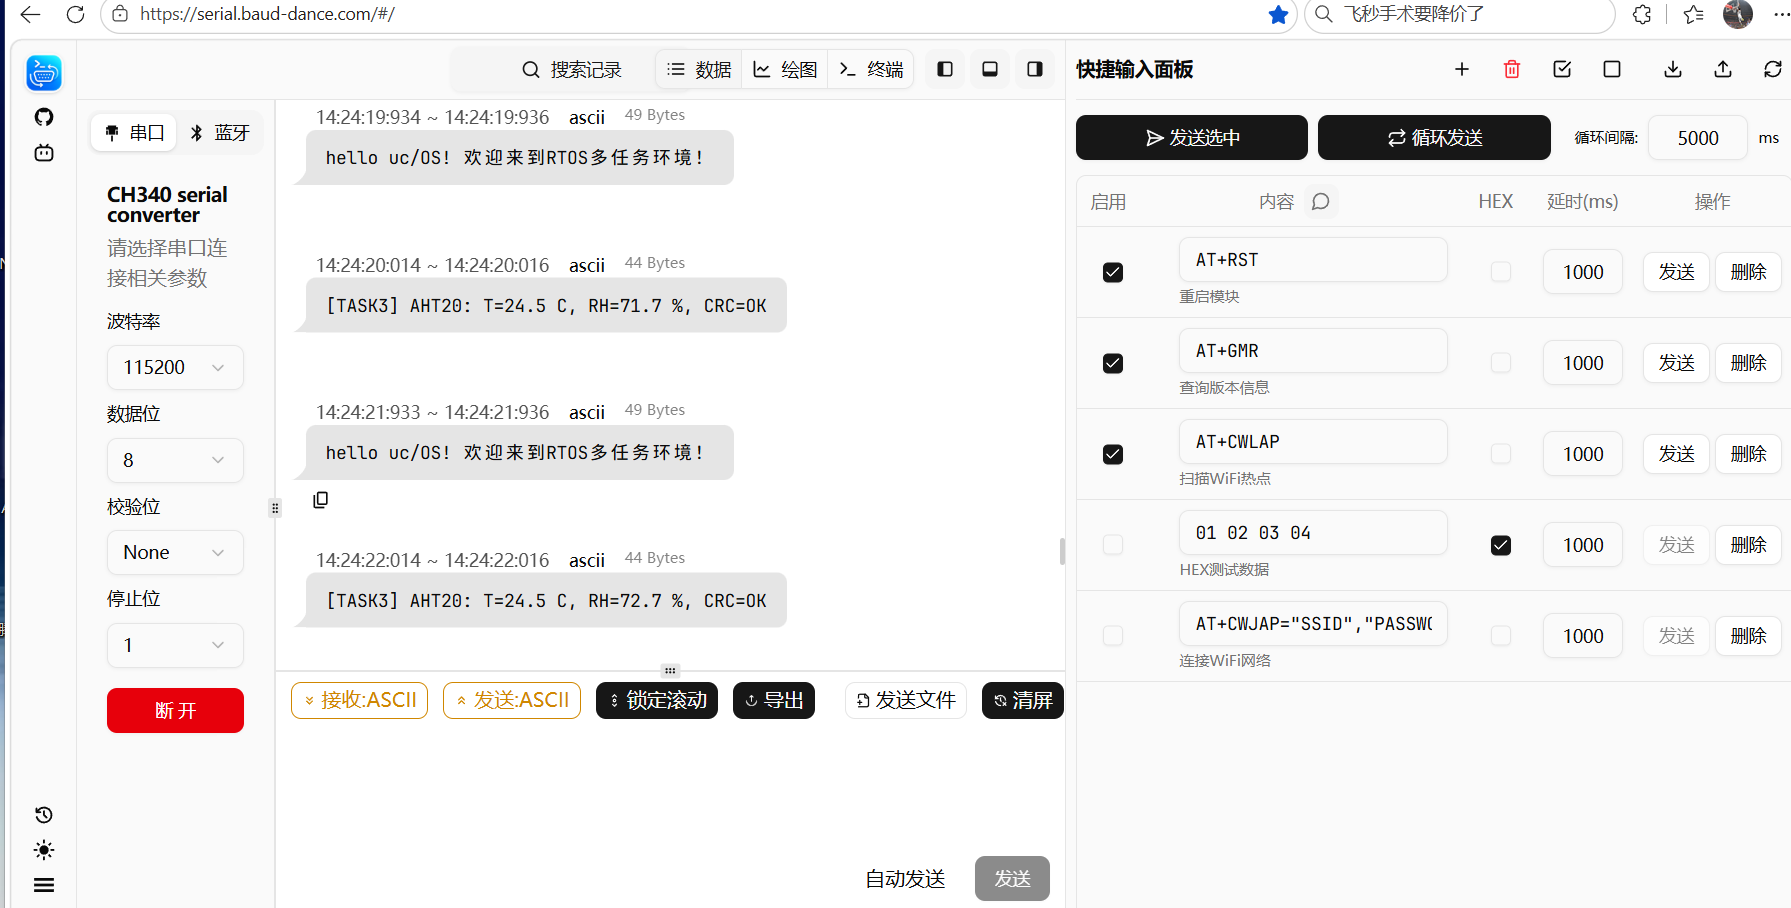 https://serial.baud-dance.com/#/
飞秒手术要降价了
搜索记录
数据
绘图
终端
快捷输入面板
串口
蓝牙
CH340 serial
converter
请选择串口连
接相关参数
波特率
115200
数据位
8
校验位
None
停止位
1
断开
14:24:19:934 ~ 14:24:19:936 ascii 49 Bytes
hello uc/OS! 欢迎来到RTOS多任务环境!
14:24:20:014 ~ 14:24:20:016 ascii 44 Bytes
[TASK3] AHT20: T=24.5 C, RH=71.7 %, CRC=OK
14:24:21:933 ~ 14:24:21:936 ascii 49 Bytes
hello uc/OS! 欢迎来到RTOS多任务环境!
14:24:22:014 ~ 14:24:22:016 ascii 44 Bytes
[TASK3] AHT20: T=24.5 C, RH=72.7 %, CRC=OK
接收:ASCII
发送:ASCII
锁定滚动
导出
发送文件
清屏
自动发送
发送
发送选中
循环发送
循环间隔: 5000 ms
启用 内容 HEX 延时(ms) 操作
AT+RST 1000 发送 删除
重启模块
AT+GMR 1000 发送 删除
查询版本信息
AT+CWLAP 1000 发送 删除
扫描WiFi热点
01 02 03 04 1000 发送 删除
HEX测试数据
AT+CWJAP="SSID","PASSWO 1000 发送 删除
连接WiFi网络